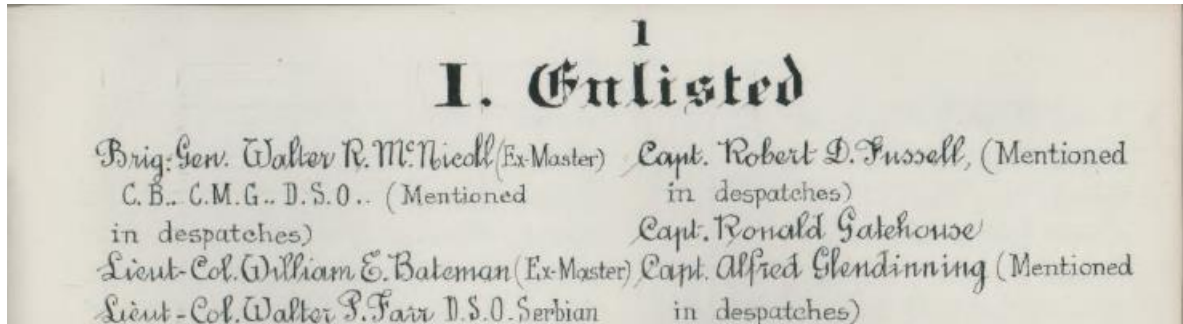 1
I. Enlisted
Brig-Gen. Walter R. McNicoll (Ex-Master)
C.B.. C.M.G.. D.S.O.. (Mentioned
in despatches)
Lieut-Col. William E. Bateman (Ex-Master)
Lieut-Col. Walter P. Farr D.S.O. Serbian
Capt. Robert D. Fussell, (Mentioned
in despatches)
Capt. Ronald Gatehouse
Capt. Alfred Glendinning (Mentioned
in despatches)